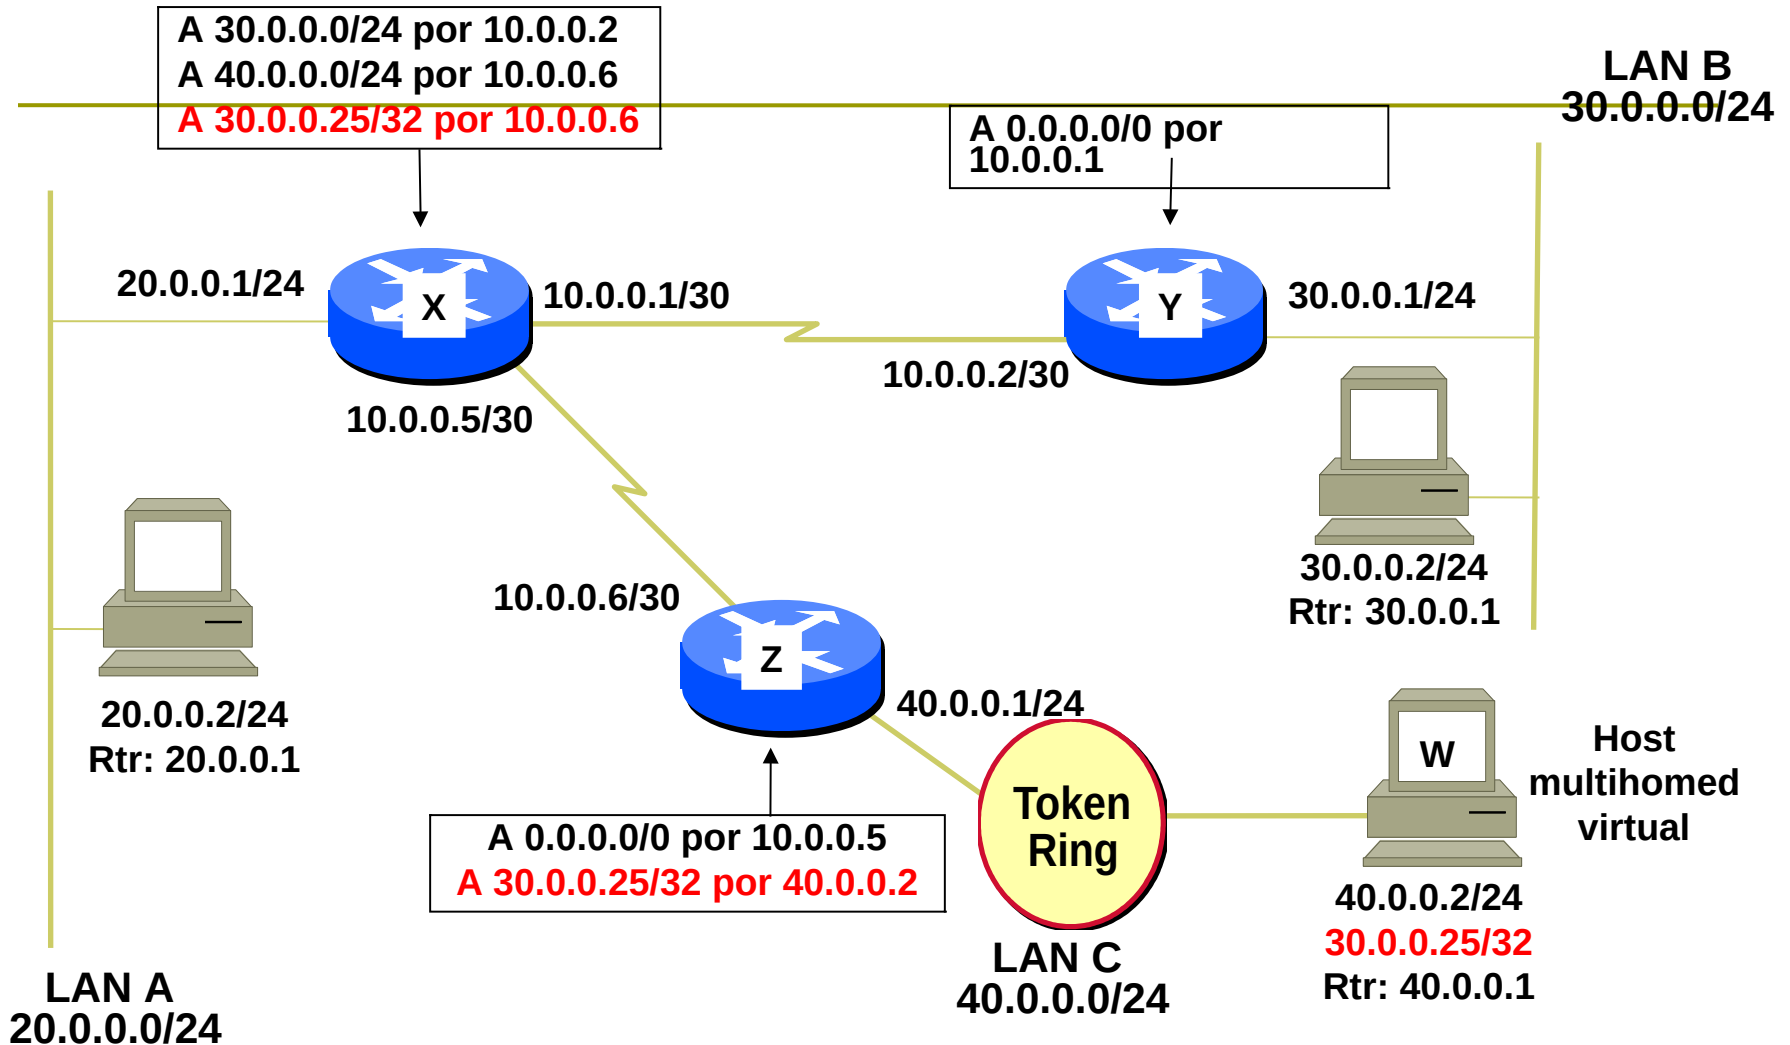 A 30.0.0.0/24 por 10.0.0.2
A 40.0.0.0/24 por 10.0.0.6
A 30.0.0.25/32 por 10.0.0.6
LAN B
30.0.0.0/24
A 0.0.0.0/0 por
10.0.0.1
20.0.0.1/24
X
10.0.0.1/30
Y
30.0.0.1/24
10.0.0.2/30
10.0.0.5/30
30.0.0.2/24
Rtr: 30.0.0.1
10.0.0.6/30
Z
40.0.0.1/24
20.0.0.2/24
Rtr: 20.0.0.1
W
Host
multihomed
virtual
Token
Ring
A 0.0.0.0/0 por 10.0.0.5
A 30.0.0.25/32 por 40.0.0.2
40.0.0.2/24
30.0.0.25/32
Rtr: 40.0.0.1
LAN C
40.0.0.0/24
LAN A
20.0.0.0/24